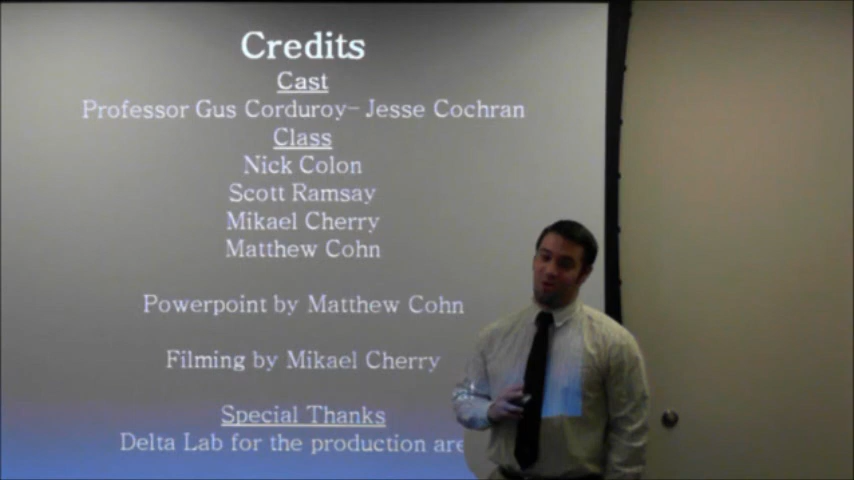 Credits
Cast
Professor Gus Corduroy- Jesse Cochran
Class
Nick Colon
Scott Ramsay
Mikael Cherry
Matthew Cohn
Powerpoint by Matthew Cohn
Filming by Mikael Cherry
Special Thanks
Delta Lab for the production are